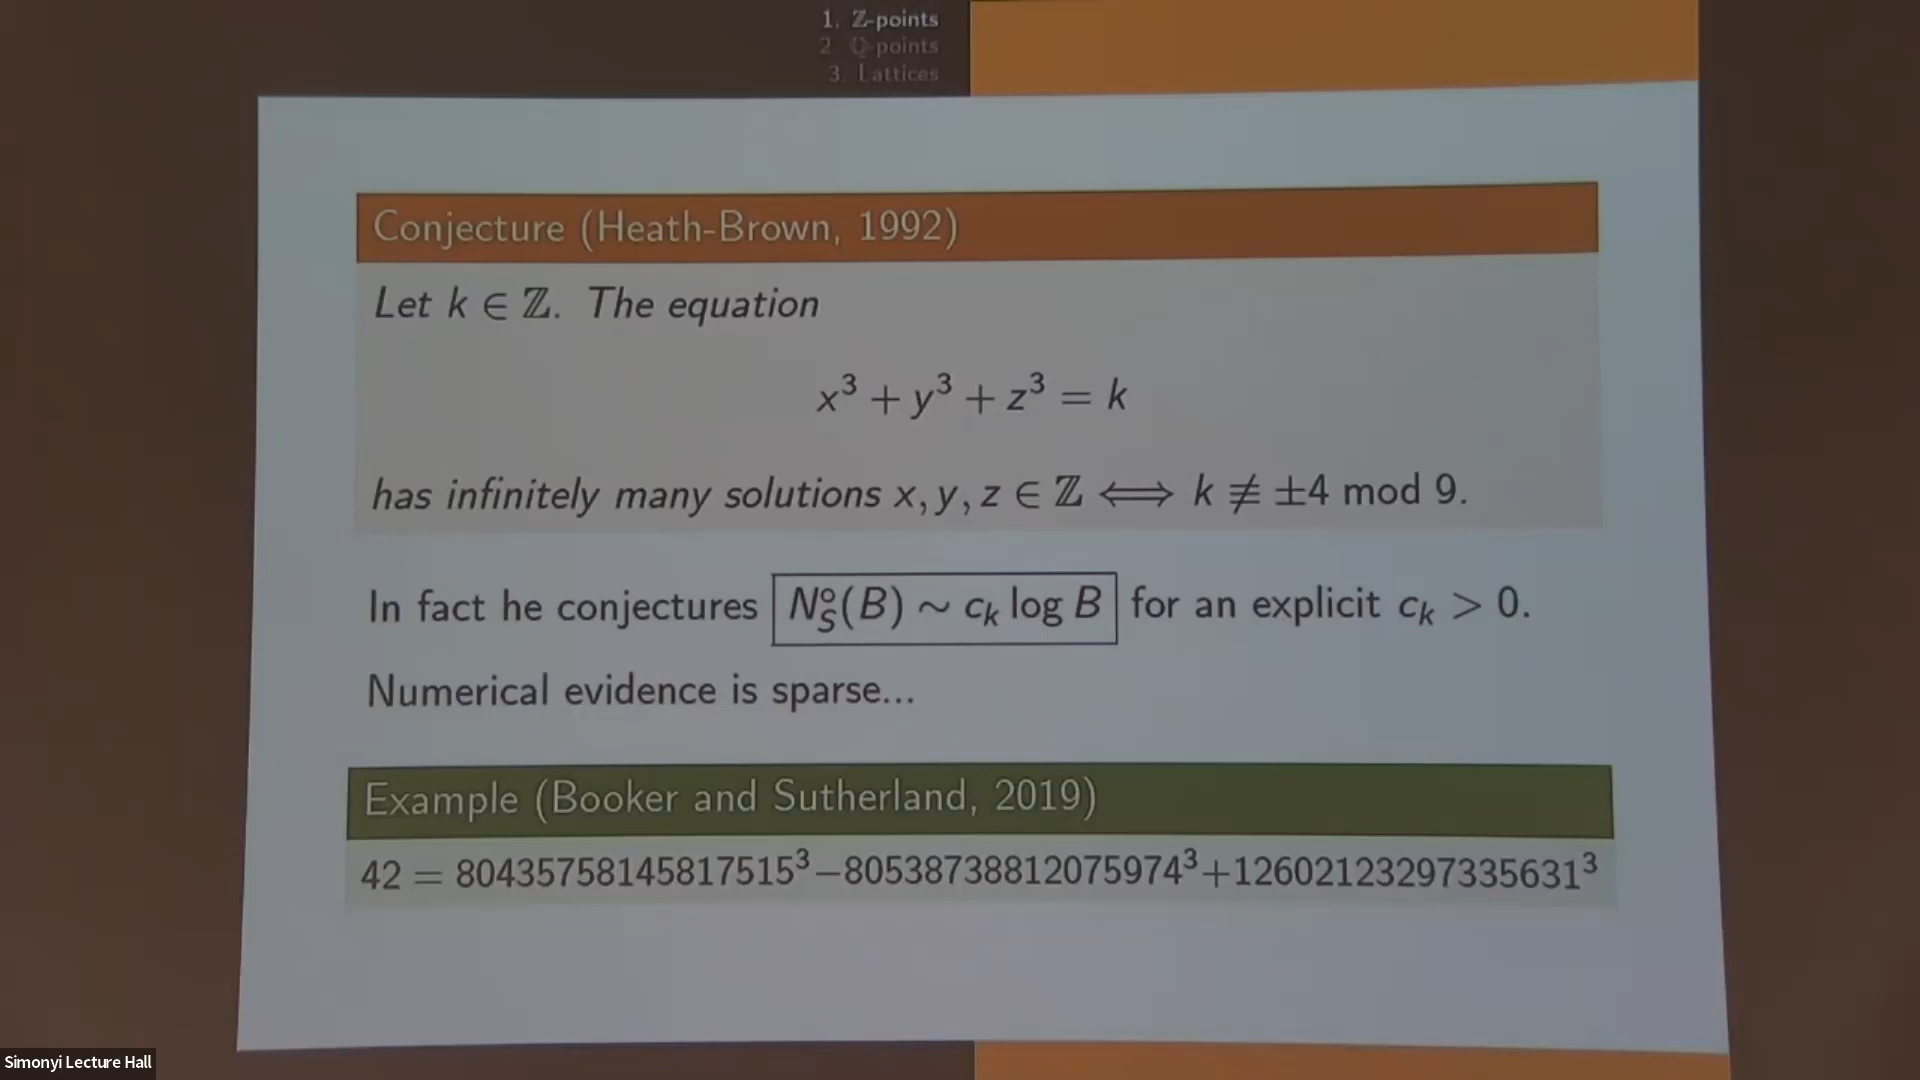 1. ℤ-points
2 ℚ-points
3. Lattices
Conjecture (Heath-Brown, 1992)
Let k ∈ ℤ. The equation
x³ + y³ + z³ = k
has infinitely many solutions x, y, z ∈ ℤ ⟺ k ≢ ±4 mod 9.
In fact he conjectures N°_S(B) ~ c_k log B for an explicit c_k > 0.
Numerical evidence is sparse...
Example (Booker and Sutherland, 2019)
42 = 80435758145817515³−80538738812075974³+12602123297335631³
Simonyi Lecture Hall